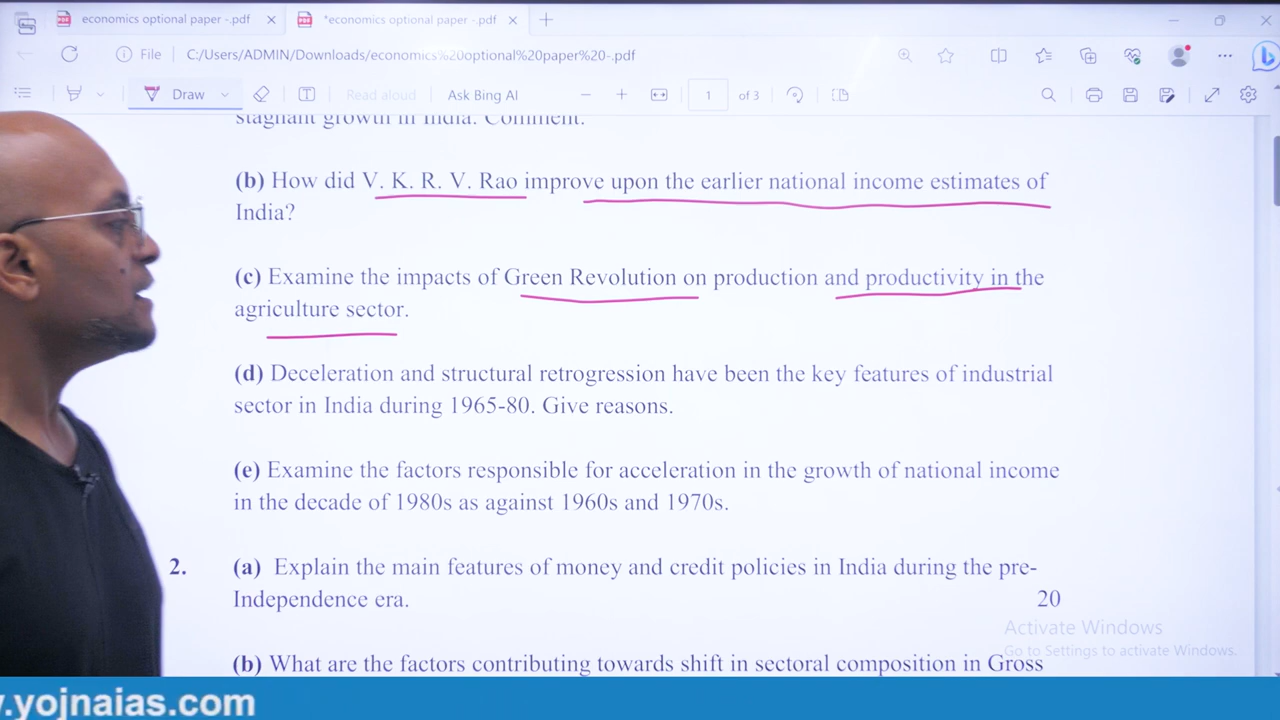 economics optional paper -.pdf
*economics optional paper -.pdf
File
C:/Users/ADMIN/Downloads/economics%20optional%20paper%20-.pdf
Draw
Read aloud
Ask Bing AI
1
of 3
stagnant growth in India. Comment.
(b) How did V. K. R. V. Rao improve upon the earlier national income estimates of
India?
(c) Examine the impacts of Green Revolution on production and productivity in the
agriculture sector.
(d) Deceleration and structural retrogression have been the key features of industrial
sector in India during 1965-80. Give reasons.
(e) Examine the factors responsible for acceleration in the growth of national income
in the decade of 1980s as against 1960s and 1970s.
2. (a) Explain the main features of money and credit policies in India during the pre-
Independence era. 20
Activate Windows
Go to Settings to activate Windows.
(b) What are the factors contributing towards shift in sectoral composition in Gross
.yojnaias.com